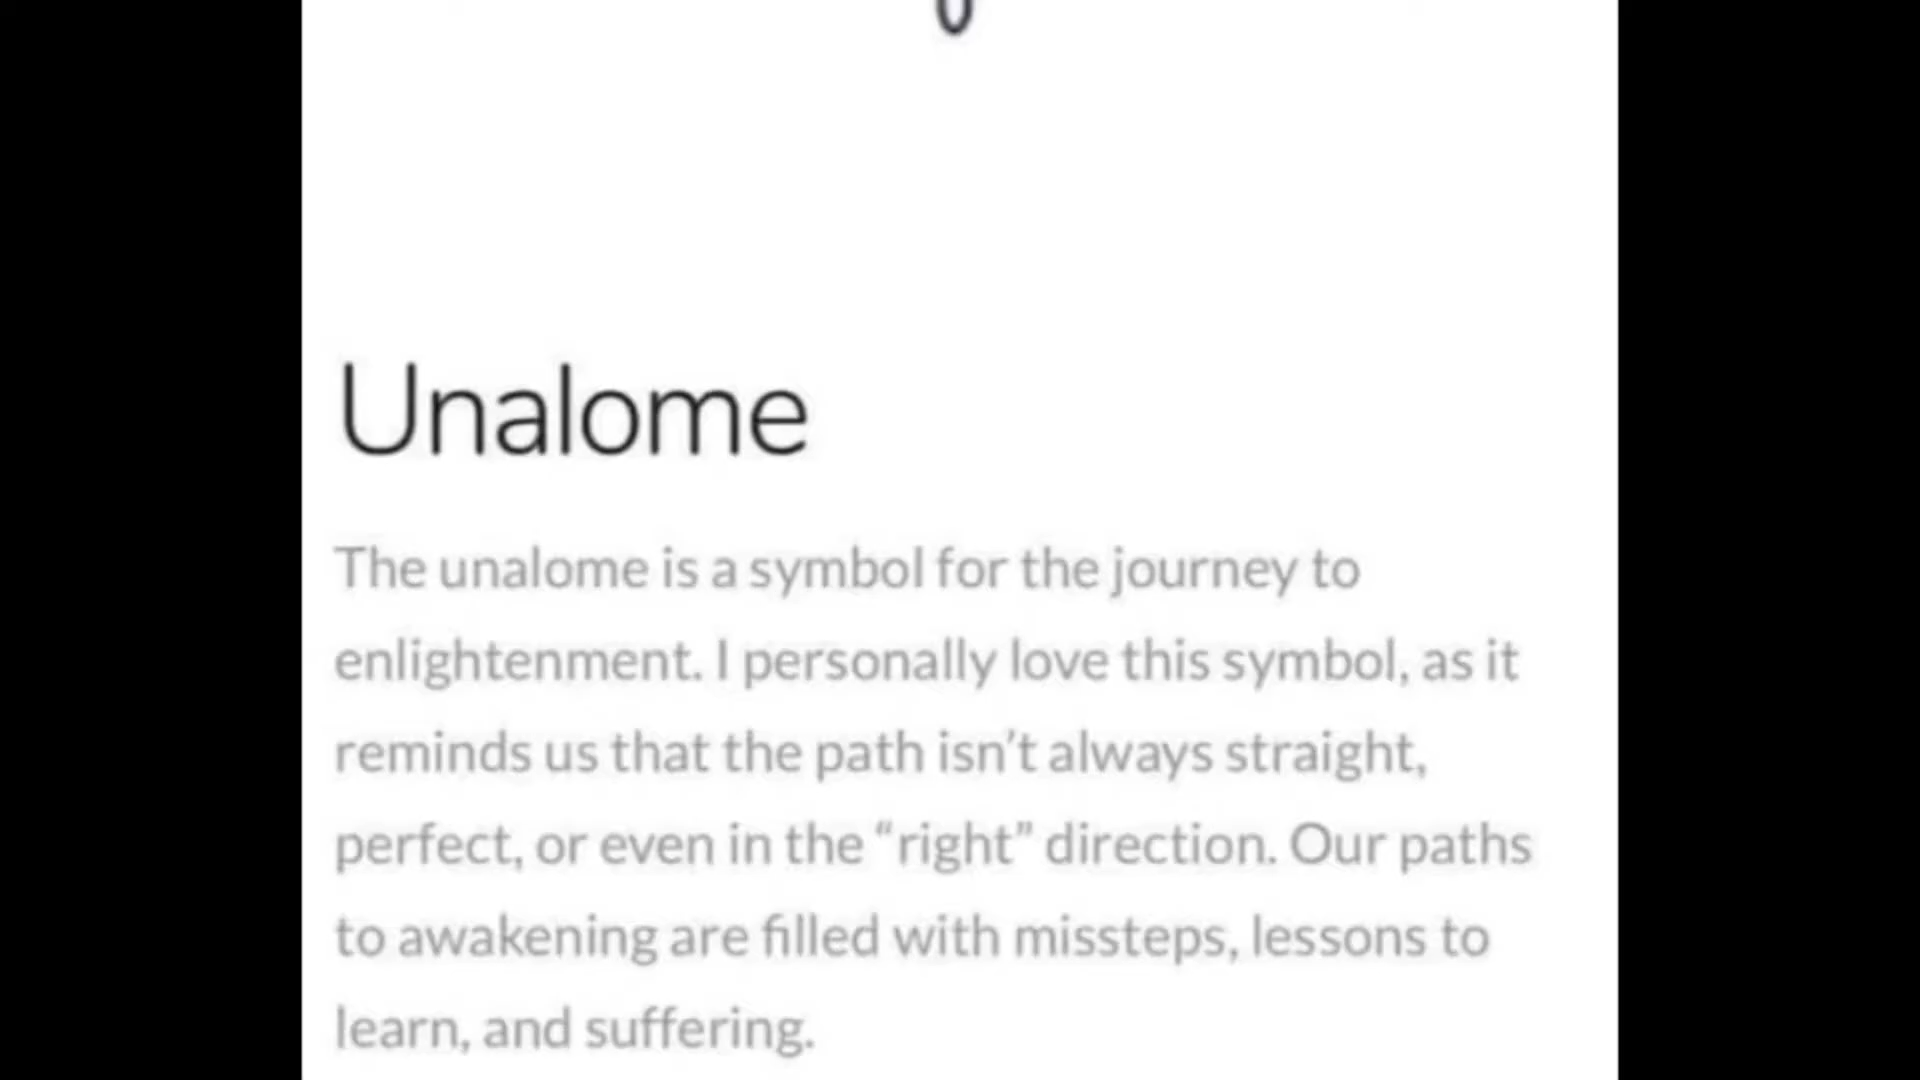 Unalome
The unalome is a symbol for the journey to
enlightenment. I personally love this symbol, as it
reminds us that the path isn’t always straight,
perfect, or even in the “right” direction. Our paths
to awakening are filled with missteps, lessons to
learn, and suffering.